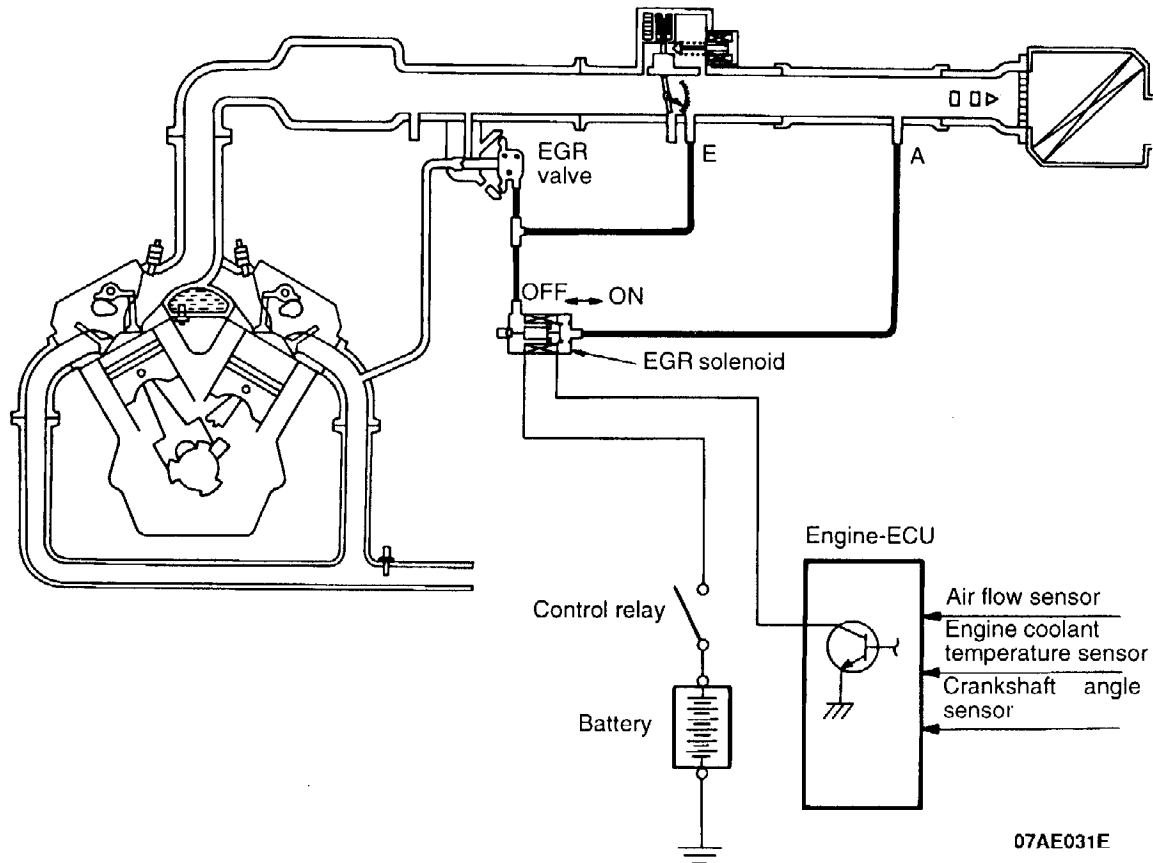 EGR
valve
E
A
OFF ON
EGR solenoid
Engine-ECU
Control relay
Air flow sensor
Engine coolant
temperature sensor
Crankshaft angle
sensor
Battery
07AE031E